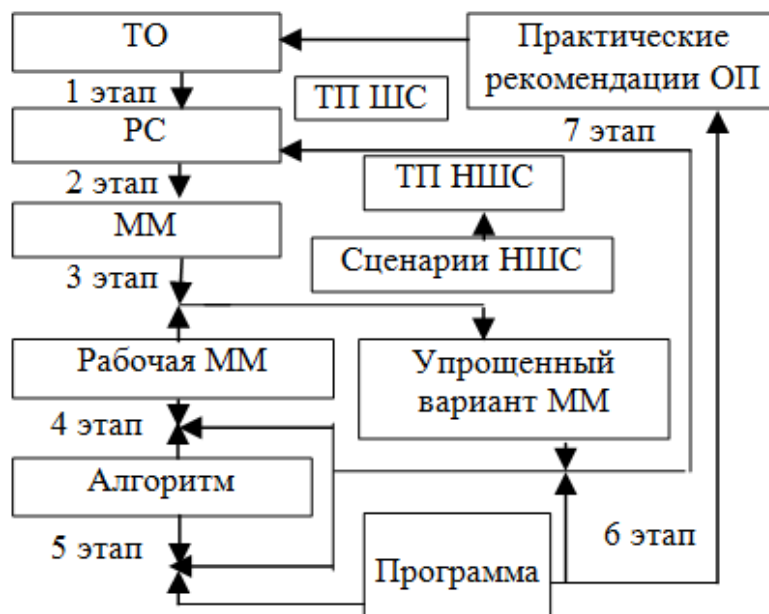 ТО
Практические
рекомендации ОП
1 этап
ТП ШС
РС
7 этап
2 этап
ТП НШС
ММ
Сценарии НШС
3 этап
Рабочая ММ
Упрощенный
вариант ММ
4 этап
Алгоритм
5 этап
6 этап
Программа